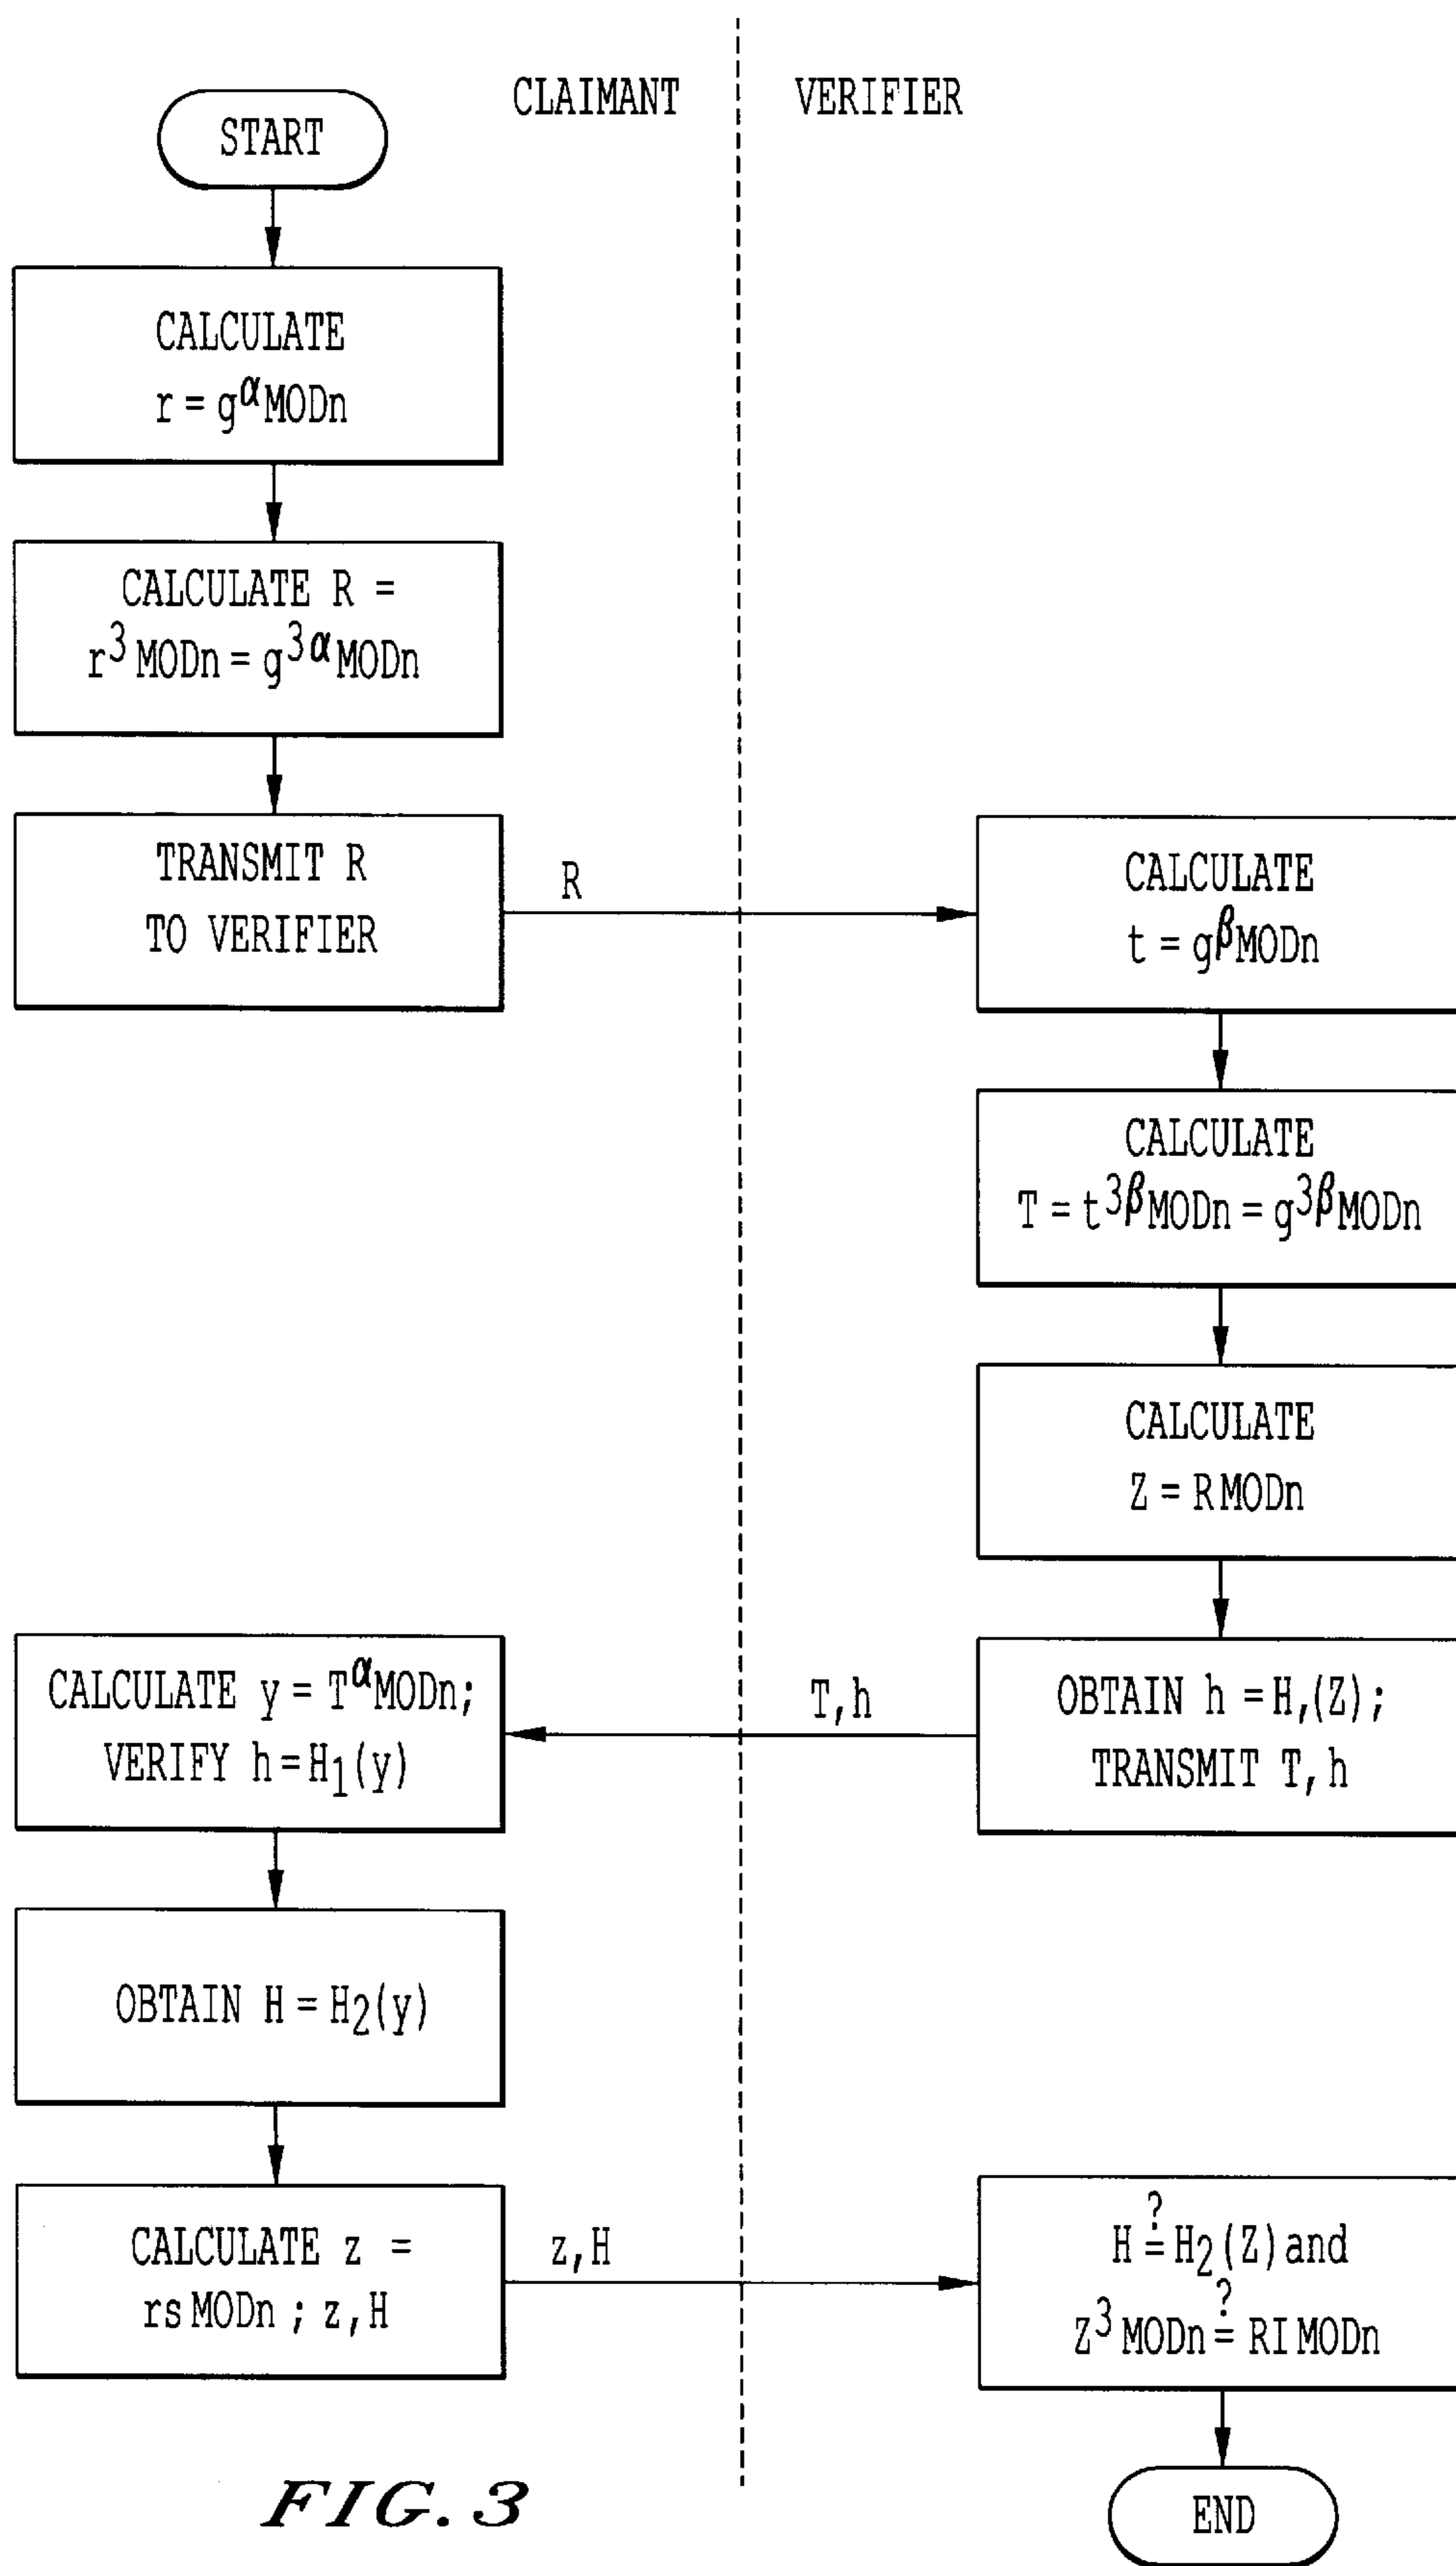 CLAIMANT
VERIFIER
START
CALCULATE
r = g^α MODn
CALCULATE R =
r^3 MODn = g^3α MODn
TRANSMIT R
TO VERIFIER
R
CALCULATE
t = g^β MODn
CALCULATE
T = t^3β MODn = g^3β MODn
CALCULATE
Z = R MODn
OBTAIN h = H,(Z);
TRANSMIT T, h
T, h
CALCULATE y = T^α MODn;
VERIFY h = H1(y)
OBTAIN H = H2(y)
CALCULATE z =
rs MODn ; z, H
z, H
H ?= H2(Z) and
Z^3 MODn ?= RI MODn
END
FIG. 3